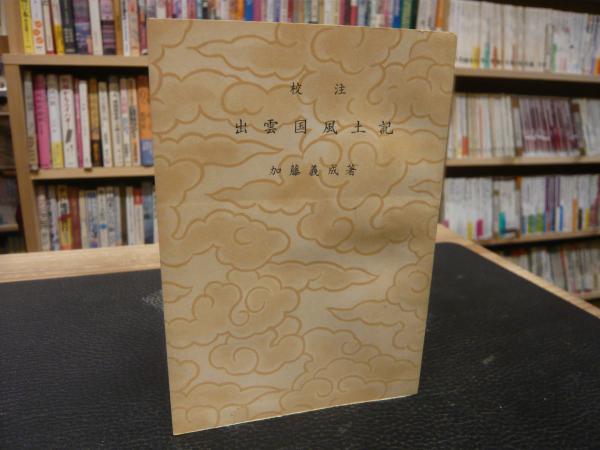 校 注
出雲国風土記
加藤義成著